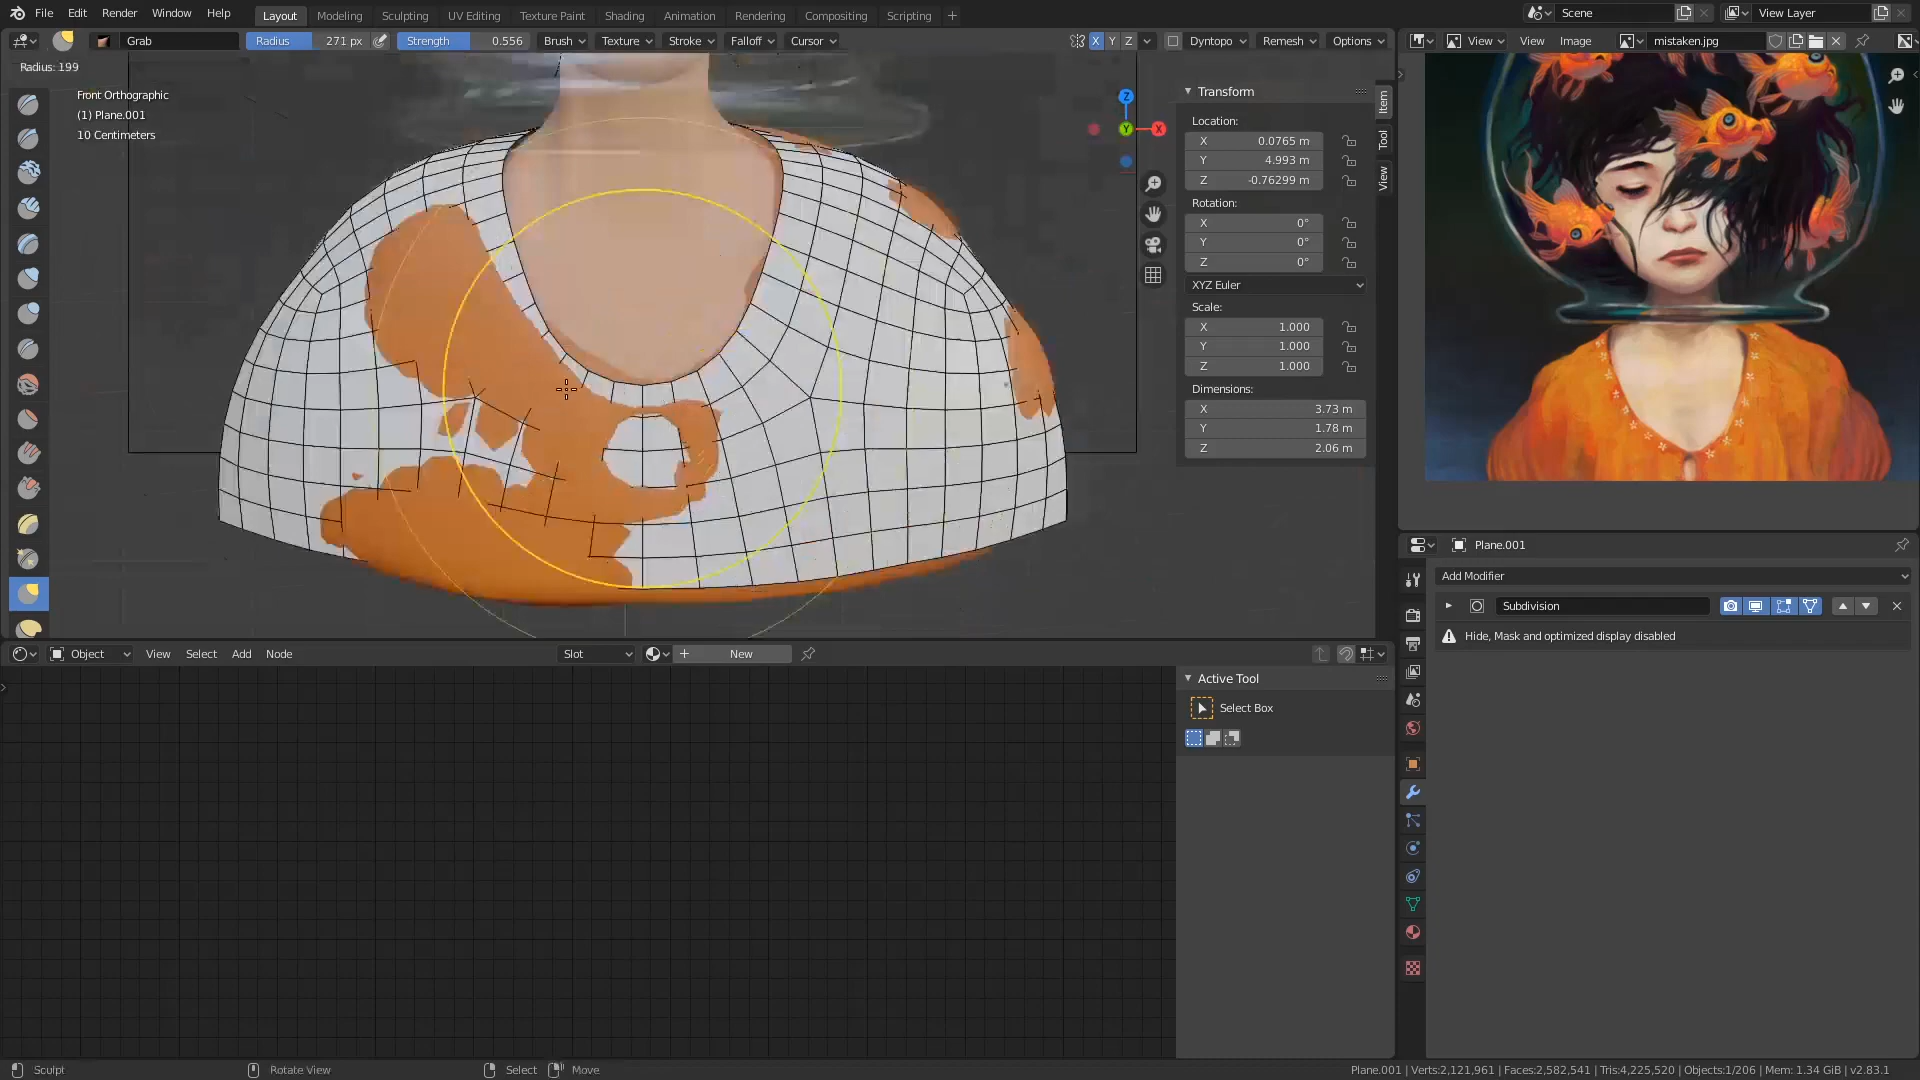 File Edit Render Window Help
Layout Modeling Sculpting UV Editing Texture Paint Shading Animation Rendering Compositing Scripting +
Scene View Layer
Grab Radius 271 px Strength 0.556 Brush Texture Stroke Falloff Cursor
X Y Z Dyntopo Remesh Options
View View Image mistaken.jpg
Radius: 199
Front Orthographic
(1) Plane.001
10 Centimeters
Z
Y
X
Transform
Location:
X 0.0765 m
Y 4.993 m
Z -0.76299 m
Rotation:
X 0°
Y 0°
Z 0°
XYZ Euler
Scale:
X 1.000
Y 1.000
Z 1.000
Dimensions:
X 3.73 m
Y 1.78 m
Z 2.06 m
Item
Tool
View
Plane.001
Add Modifier
Subdivision
Hide, Mask and optimized display disabled
Object View Select Add Node Slot New
Active Tool
Select Box
Sculpt Rotate View Select Move
Plane.001 | Verts:2,121,961 | Faces:2,582,541 | Tris:4,225,520 | Objects:1/206 | Mem: 1.34 GiB | v2.83.1